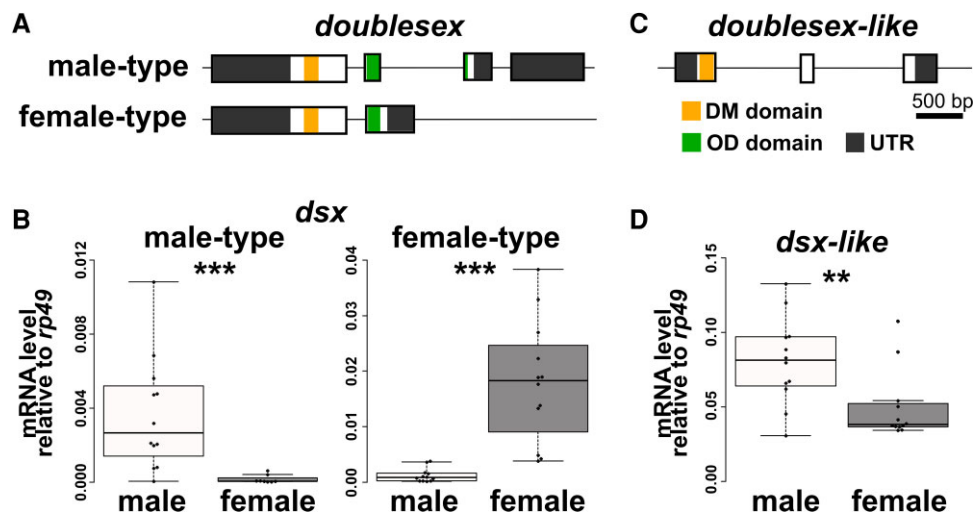 A
doublesex
male-type
female-type
C
doublesex-like
500 bp
DM domain
OD domain
UTR
B
dsx
male-type
***
mRNA level
relative to rp49
0.012
0.008
0.004
0.000
male
female
female-type
***
0.04
0.03
0.02
0.01
0.00
male
female
D
dsx-like
**
mRNA level
relative to rp49
0.15
0.10
0.05
0.00
male
female